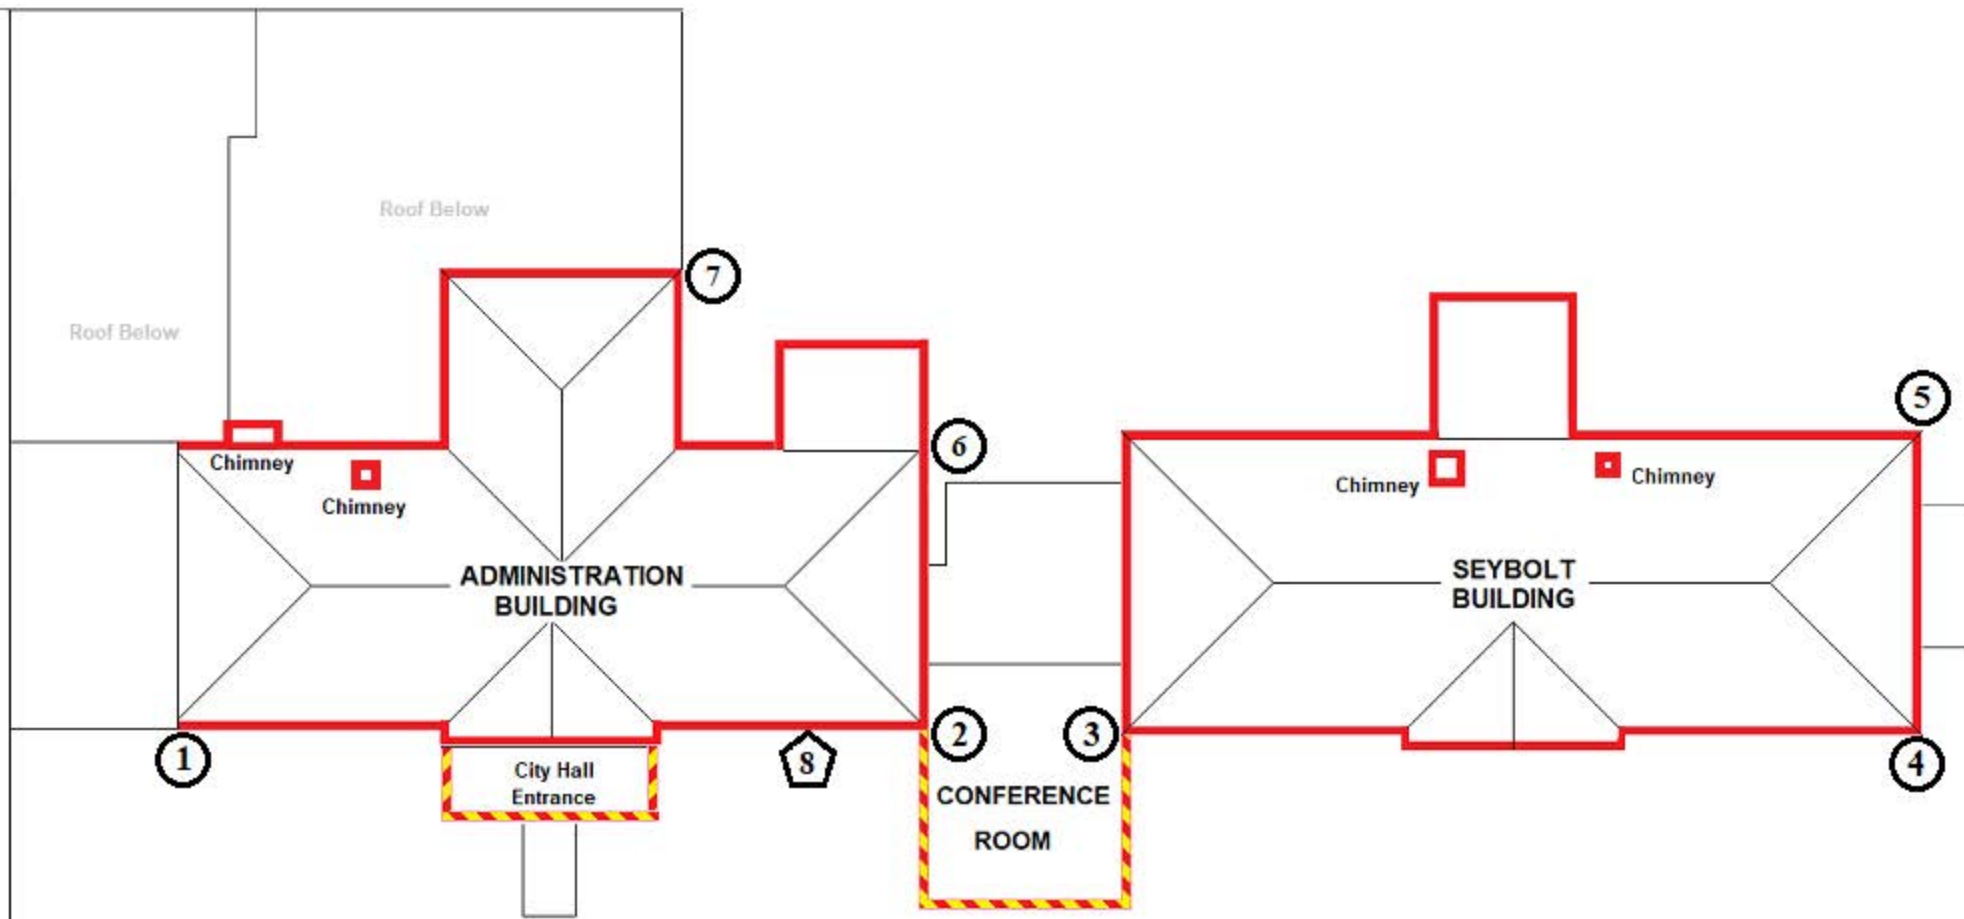 Roof Below
7
Roof Below
5
6
Chimney
Chimney
Chimney
Chimney
ADMINISTRATION
BUILDING
SEYBOLT
BUILDING
1
8
2
3
4
City Hall
Entrance
CONFERENCE
ROOM